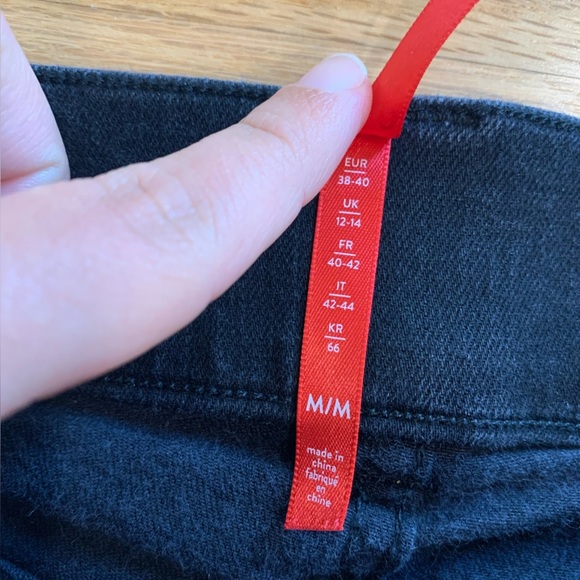 EUR
38-40
UK
12-14
FR
40-42
IT
42-44
KR
66
M/M
made in
china
fabriqué
en
chine